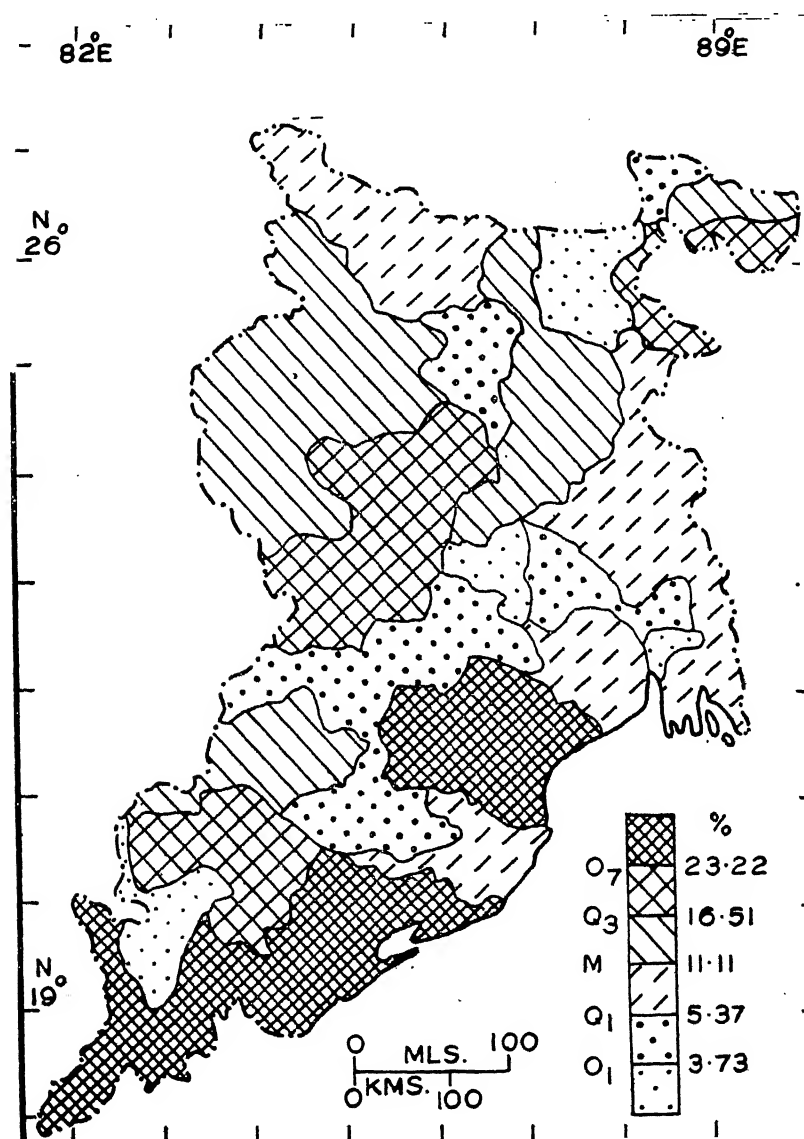 82°E 89°E
N
26°
N
19°
%
O7 23·22
Q3 16·51
M 11·11
Q1 5·37
O1 3·73
0 MLS. 100
KMS.
0 100